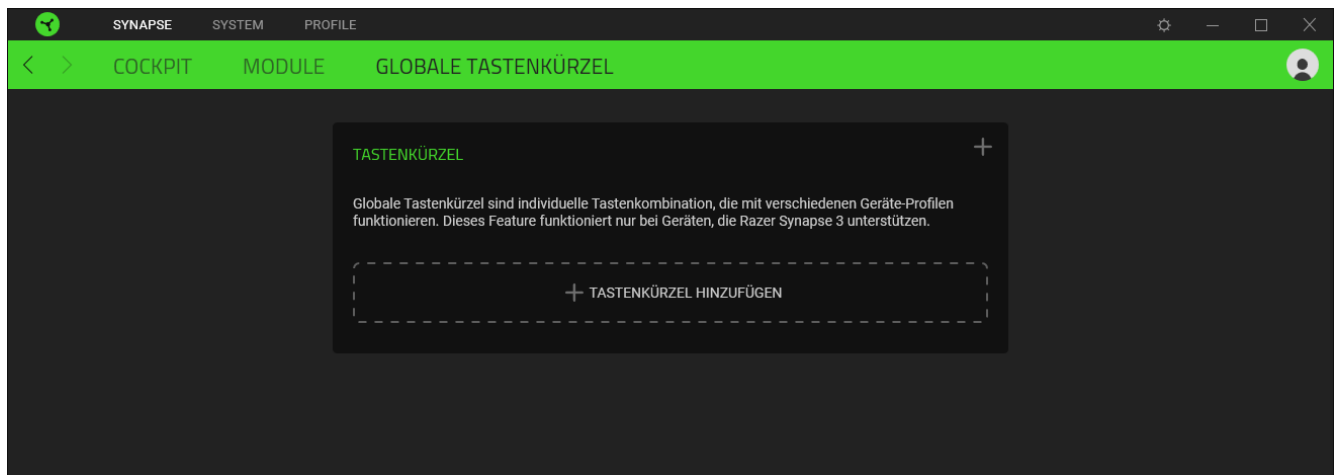 SYNAPSE SYSTEM PROFILE
COCKPIT MODULE GLOBALE TASTENKÜRZEL
TASTENKÜRZEL
Globale Tastenkürzel sind individuelle Tastenkombination, die mit verschiedenen Geräte-Profilen
funktionieren. Dieses Feature funktioniert nur bei Geräten, die Razer Synapse 3 unterstützen.
TASTENKÜRZEL HINZUFÜGEN